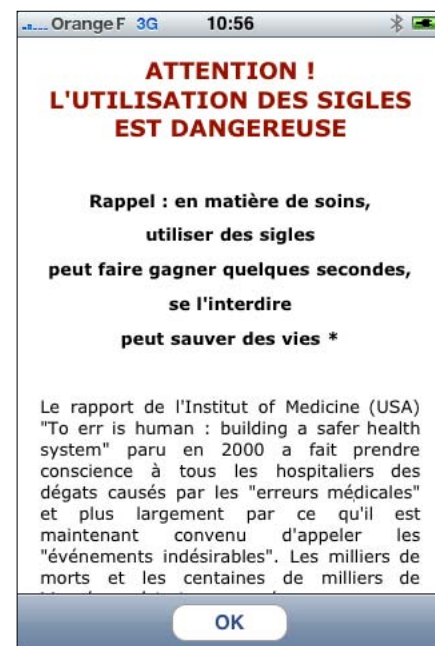 Orange F 3G 10:56
ATTENTION !
L'UTILISATION DES SIGLES
EST DANGEREUSE
Rappel : en matière de soins,
utiliser des sigles
peut faire gagner quelques secondes,
se l'interdire
peut sauver des vies *
Le rapport de l'Institut of Medicine (USA)
"To err is human : building a safer health
system" paru en 2000 a fait prendre
conscience à tous les hospitaliers des
dégats causés par les "erreurs médicales"
et plus largement par ce qu'il est
maintenant convenu d'appeler les
"événements indésirables". Les milliers de
morts et les centaines de milliers de
OK